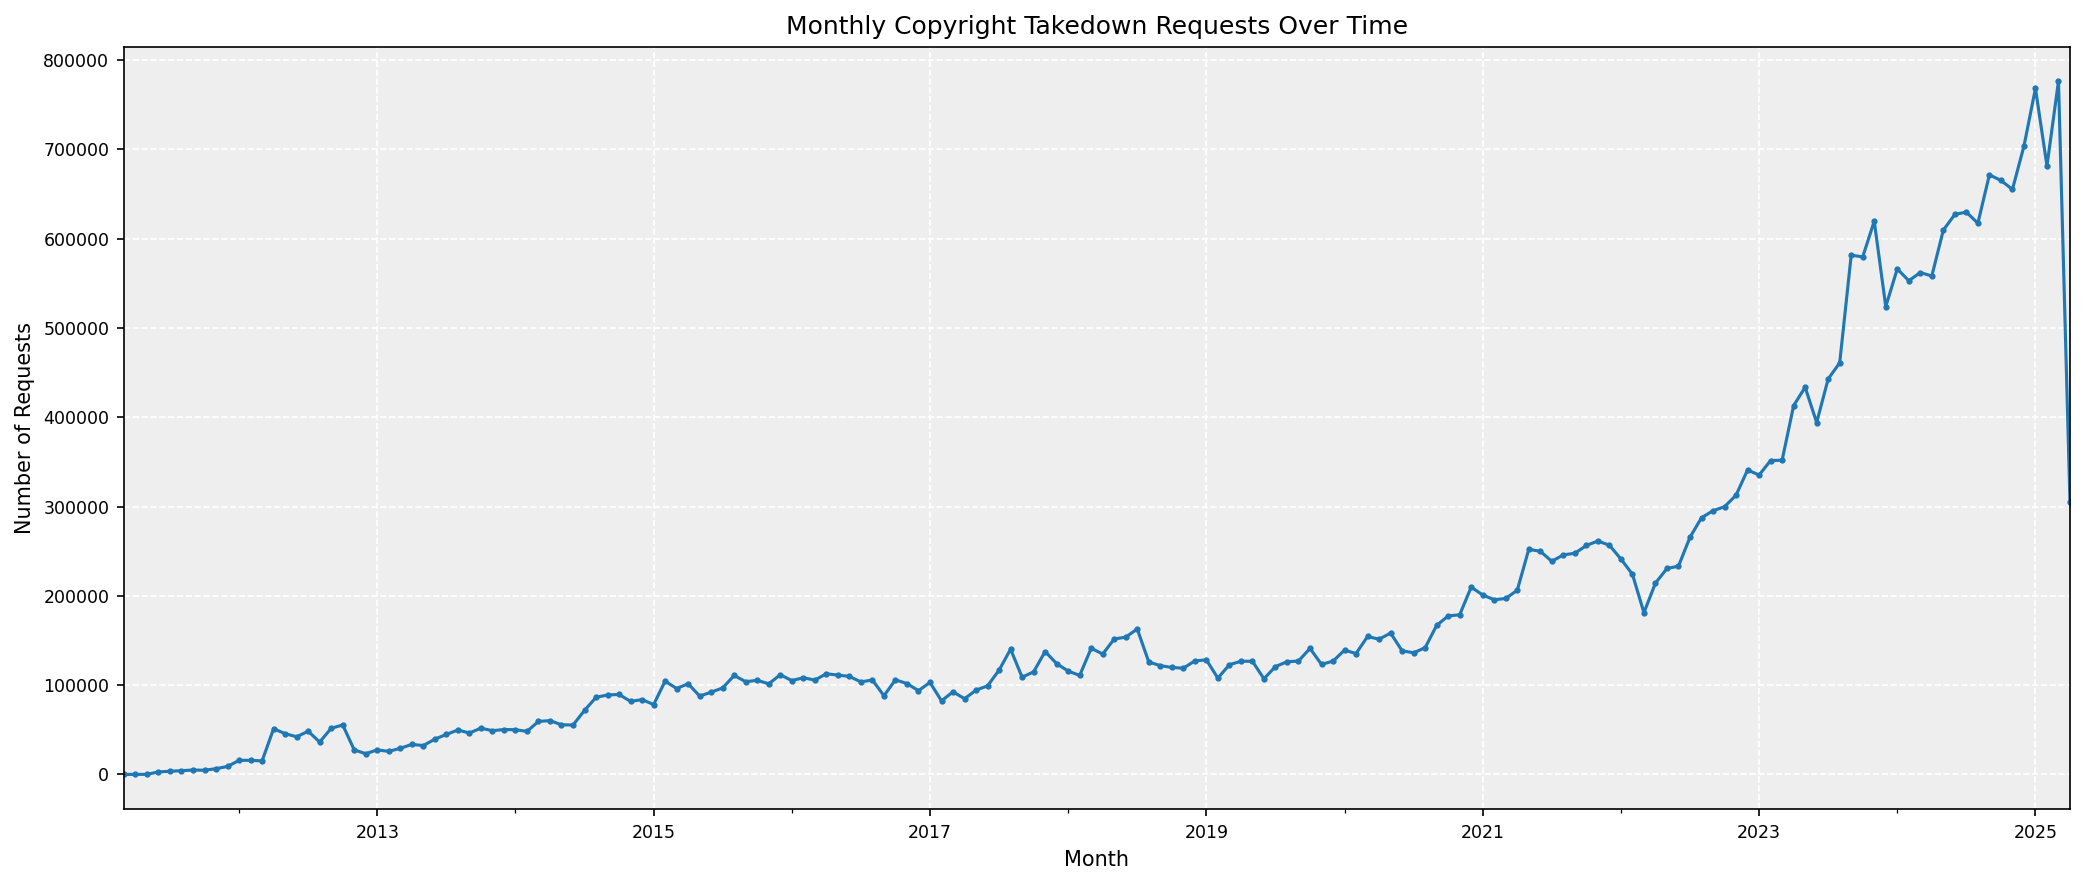 Monthly Copyright Takedown Requests Over Time
800000
700000
600000
500000
400000
300000
200000
100000
0
Number of Requests
2013 2015 2017 2019 2021 2023 2025
Month